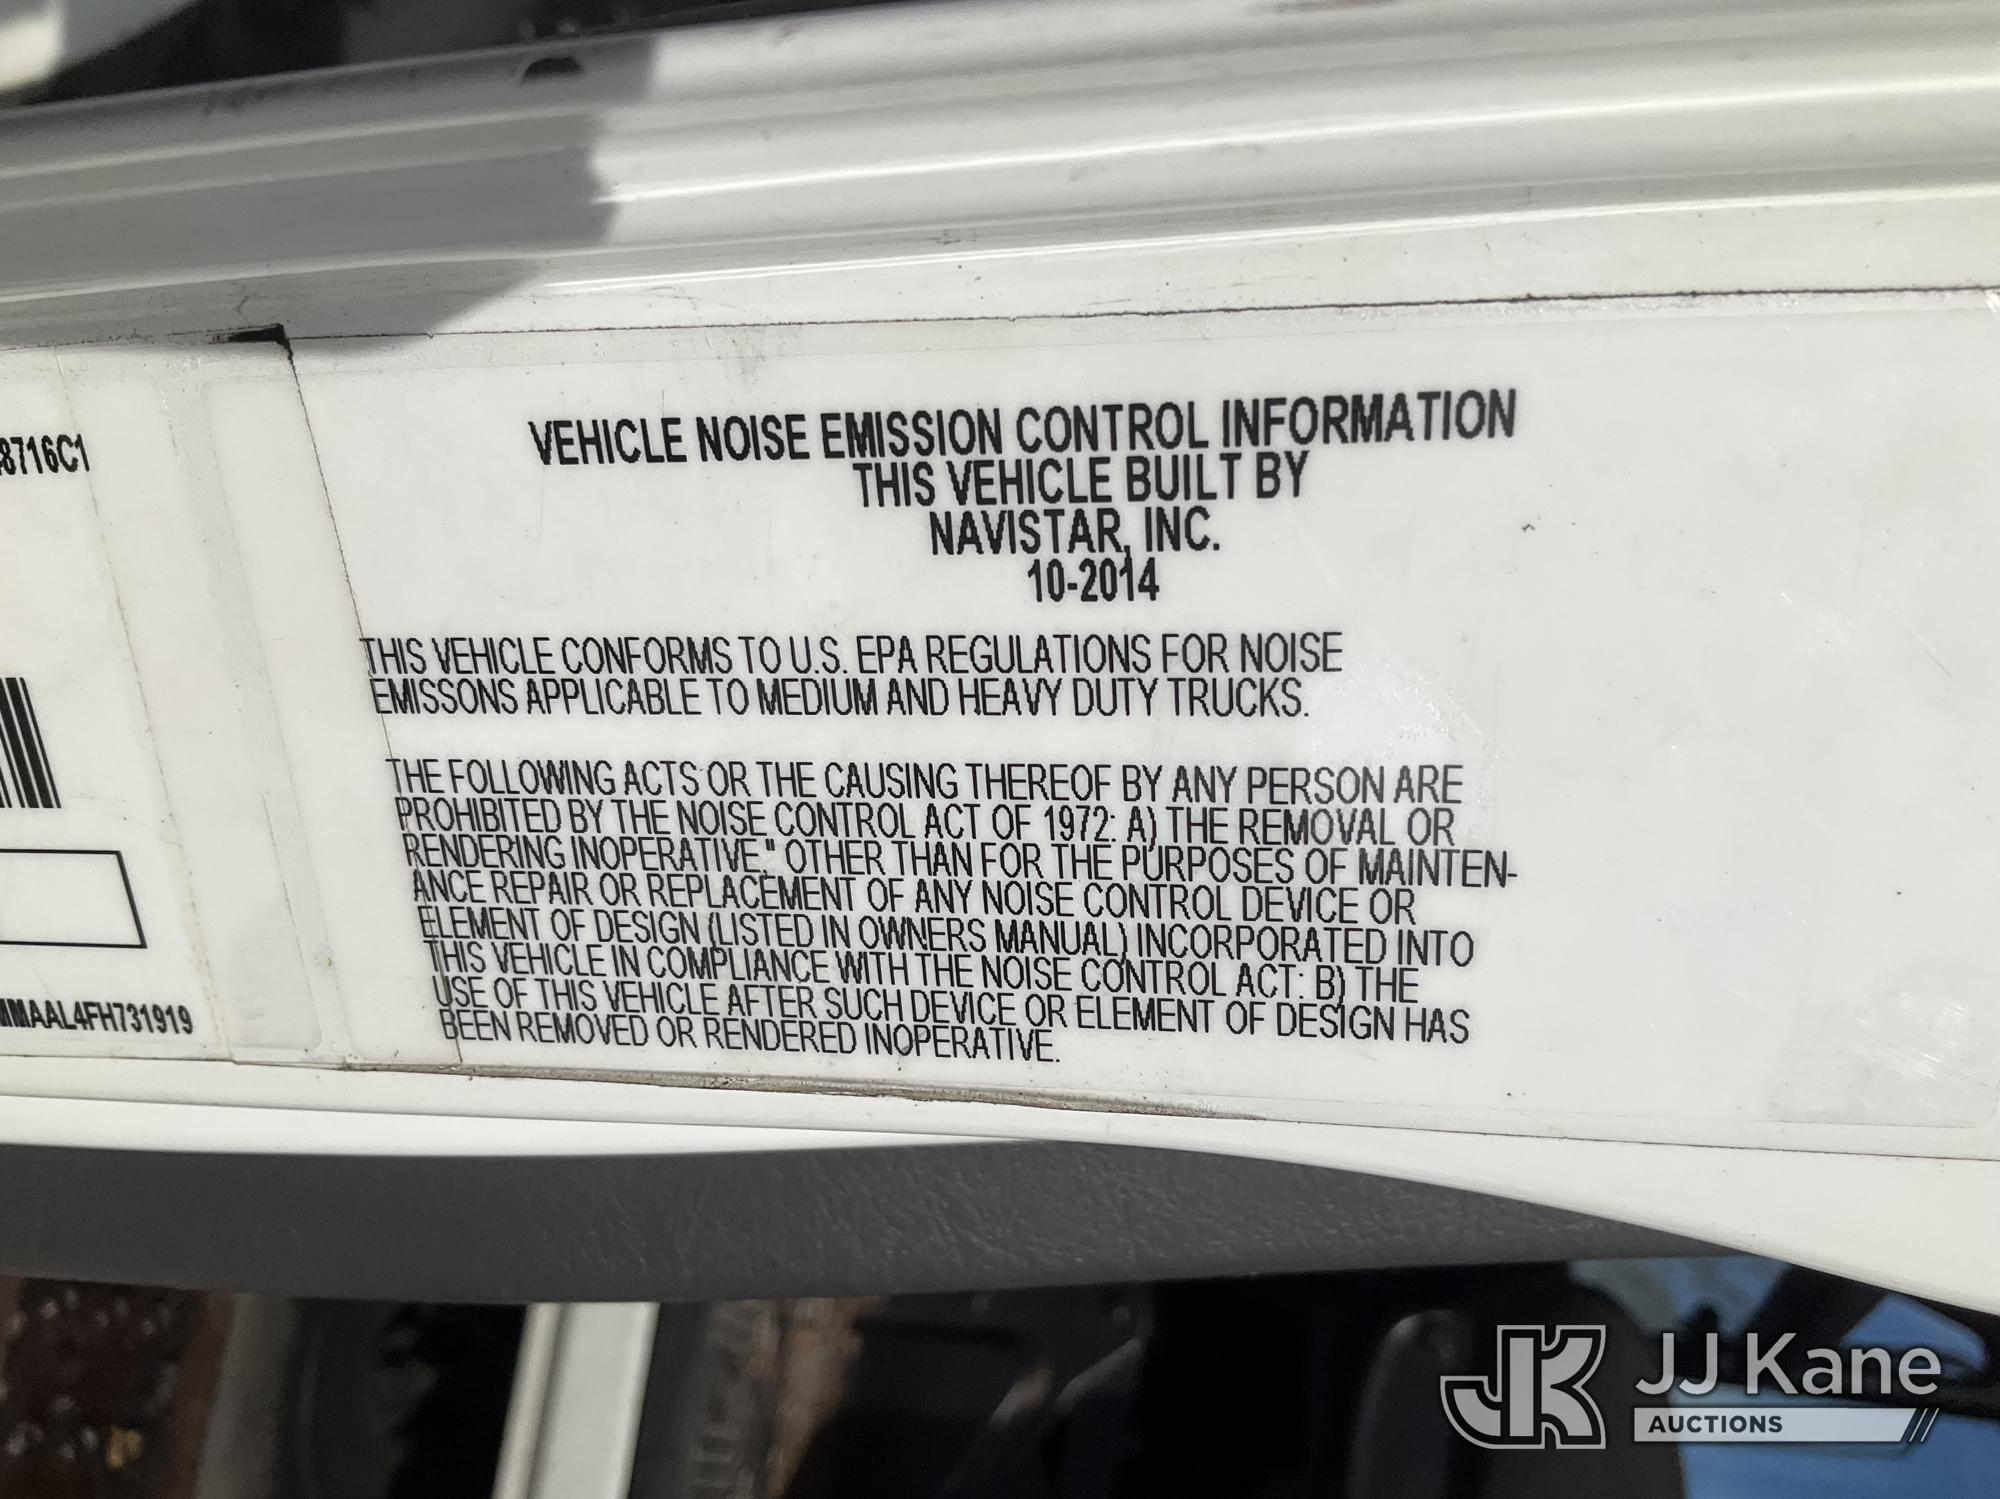 8716C1
MMAAL4FH731919
VEHICLE NOISE EMISSION CONTROL INFORMATION
THIS VEHICLE BUILT BY
NAVISTAR, INC.
10-2014
THIS VEHICLE CONFORMS TO U.S. EPA REGULATIONS FOR NOISE
EMISSONS APPLICABLE TO MEDIUM AND HEAVY DUTY TRUCKS.
THE FOLLOWING ACTS OR THE CAUSING THEREOF BY ANY PERSON ARE
PROHIBITED BY THE NOISE CONTROL ACT OF 1972: A) THE REMOVAL OR
RENDERING INOPERATIVE," OTHER THAN FOR THE PURPOSES OF MAINTEN-
ANCE REPAIR OR REPLACEMENT OF ANY NOISE CONTROL DEVICE OR
ELEMENT OF DESIGN (LISTED IN OWNERS MANUAL) INCORPORATED INTO
THIS VEHICLE IN COMPLIANCE WITH THE NOISE CONTROL ACT: B) THE
USE OF THIS VEHICLE AFTER SUCH DEVICE OR ELEMENT OF DESIGN HAS
BEEN REMOVED OR RENDERED INOPERATIVE.
JK JJ Kane
AUCTIONS